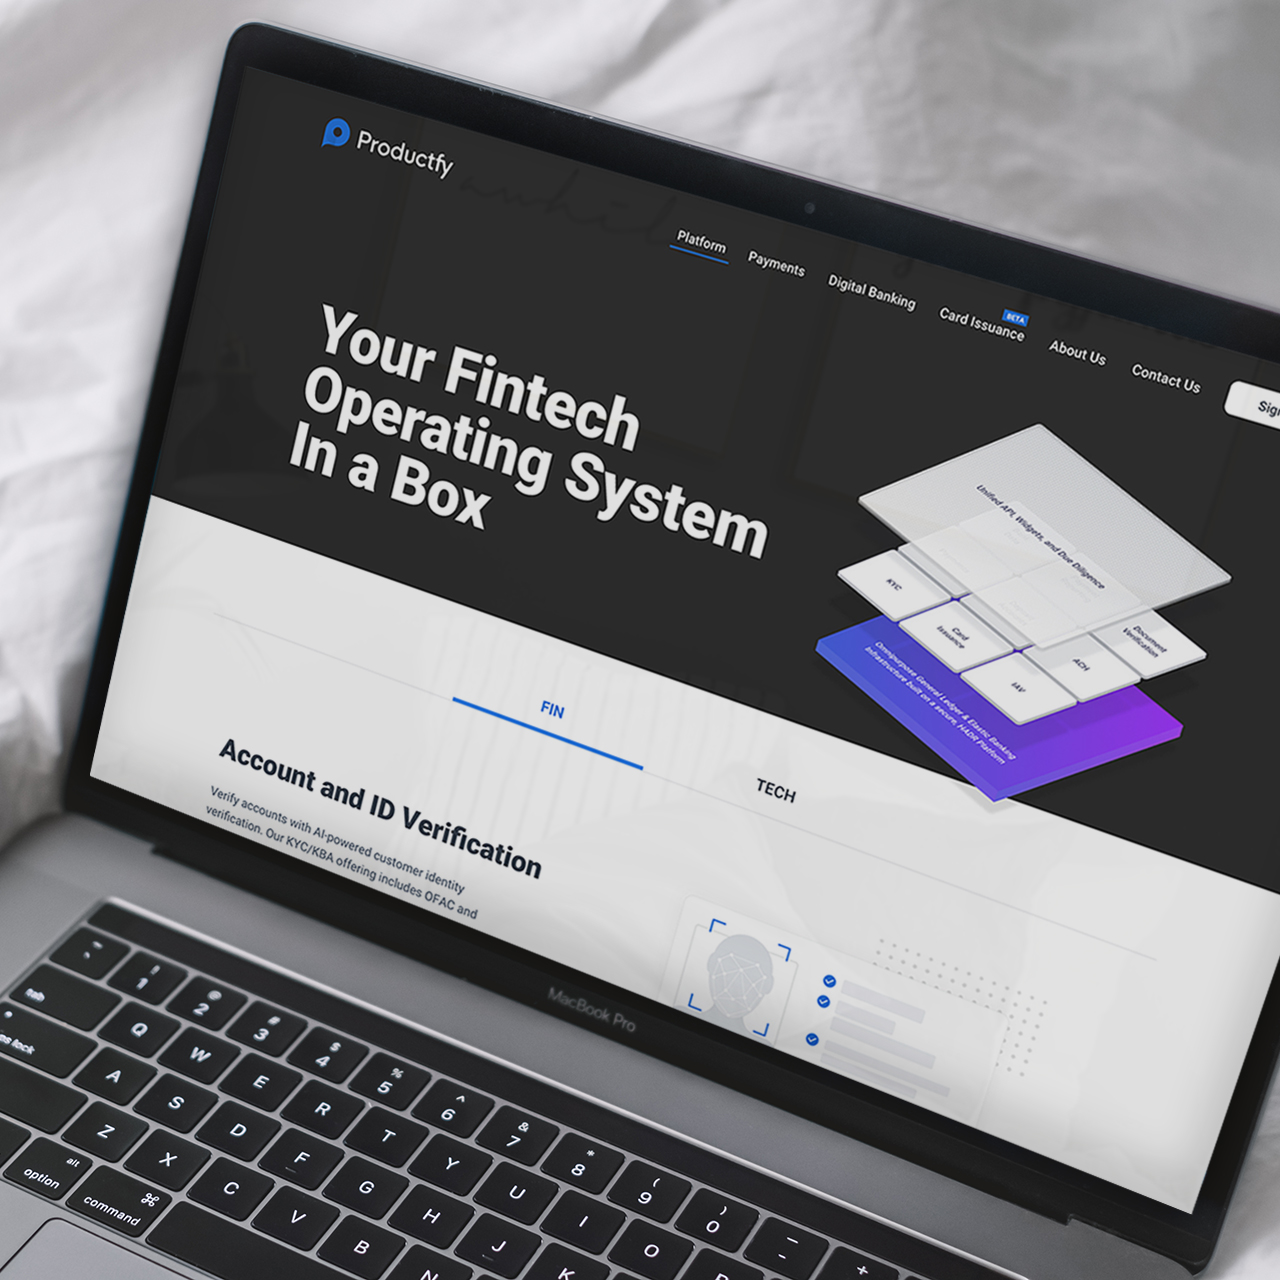 Productfy
Platform
Payments
Digital Banking
Card Issuance
BETA
About Us
Contact Us
Your Fintech
Operating System
In a Box
Unified API, Widgets, and Due Diligence
KYC
Card
Issuance
IAV
ACH
Document
Verification
Omnipurpose General Ledger & Elastic Banking
Infrastructure built on a secure, HADR Platform
FIN
TECH
Account and ID Verification
Verify accounts with AI-powered customer identity
verification. Our KYC/KBA offering includes OFAC and
MacBook Pro
~
! 1
@ 2
# 3
$ 4
% 5
^ 6
& 7
* 8
( 9
) 0
_ -
+
tab
Q W E R T Y U I O P
A S D F G H J K
Z X C V B N
alt
option
⌘
command